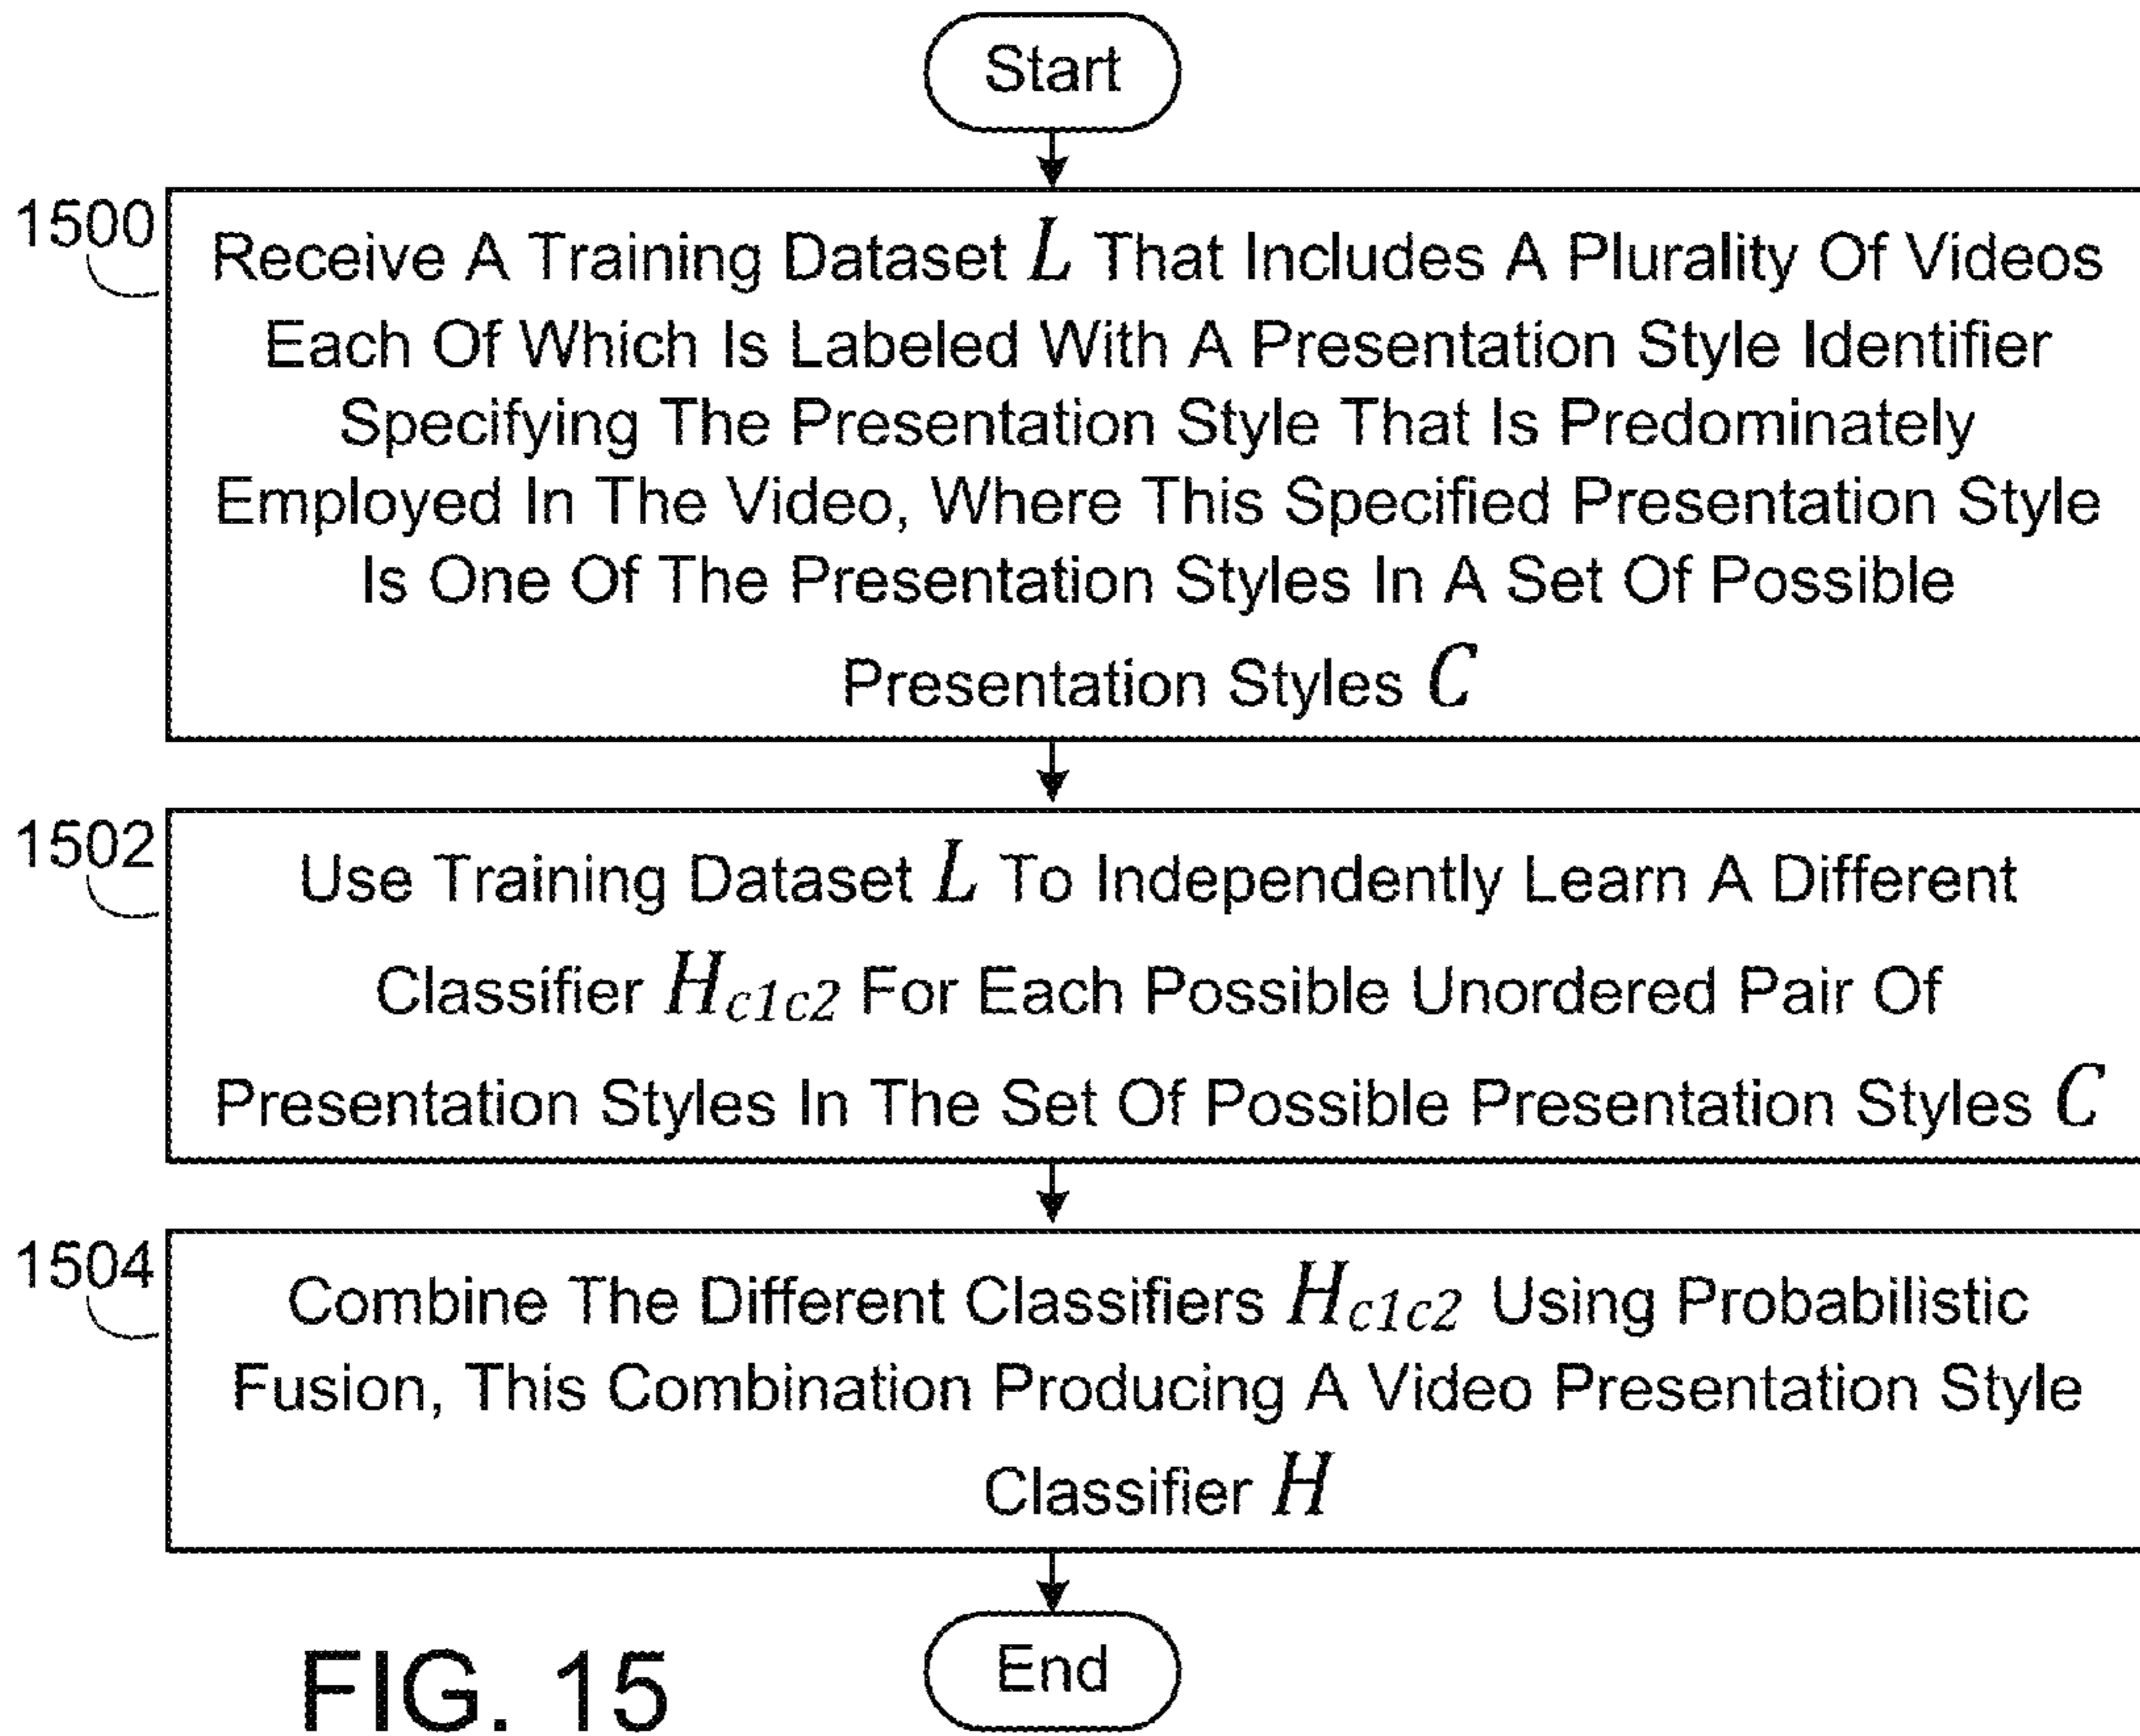 Start
1500
Receive A Training Dataset L That Includes A Plurality Of Videos
Each Of Which Is Labeled With A Presentation Style Identifier
Specifying The Presentation Style That Is Predominately
Employed In The Video, Where This Specified Presentation Style
Is One Of The Presentation Styles In A Set Of Possible
Presentation Styles C
1502
Use Training Dataset L To Independently Learn A Different
Classifier H_{c1c2} For Each Possible Unordered Pair Of
Presentation Styles In The Set Of Possible Presentation Styles C
1504
Combine The Different Classifiers H_{c1c2} Using Probabilistic
Fusion, This Combination Producing A Video Presentation Style
Classifier H
End
FIG. 15